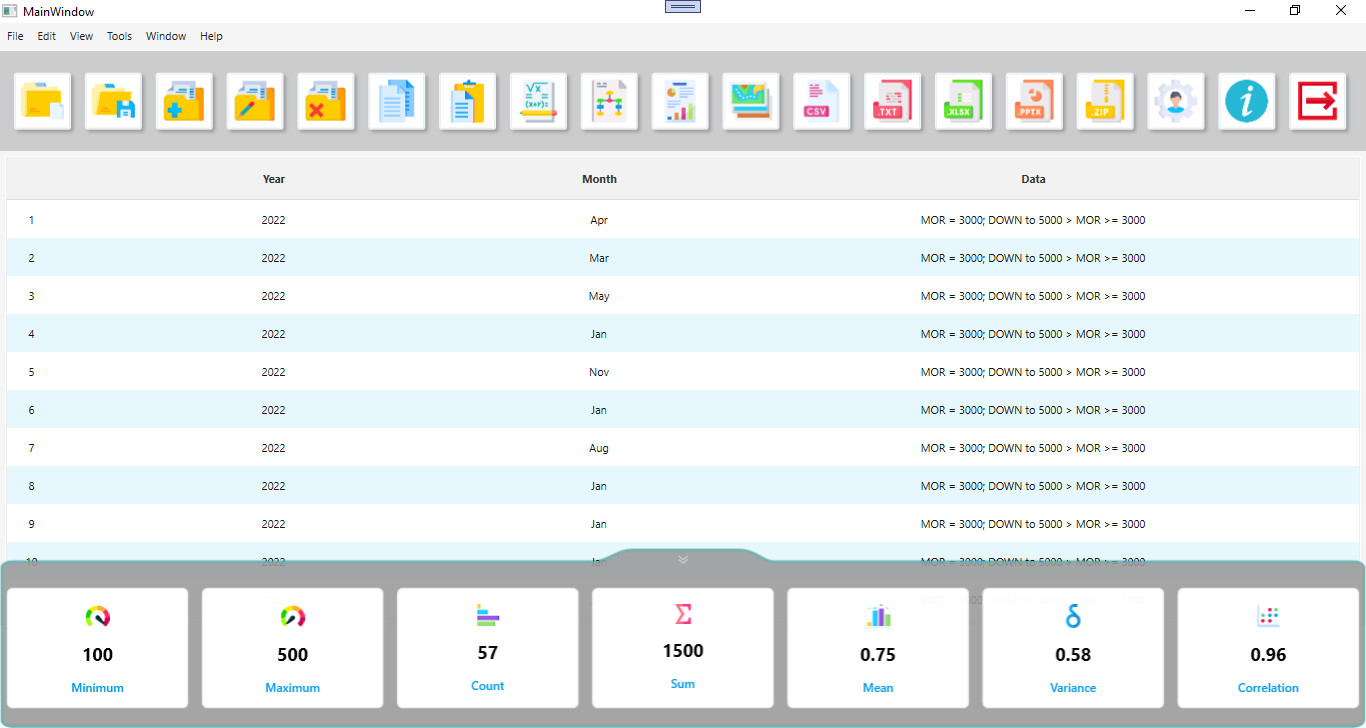 MainWindow
File Edit View Tools Window Help
√x
(x+y):
CSV
.TXT
.XLSX
.PPTX
.ZIP
i
Year Month Data
1 2022 Apr MOR = 3000; DOWN to 5000 > MOR >= 3000
2 2022 Mar MOR = 3000; DOWN to 5000 > MOR >= 3000
3 2022 May MOR = 3000; DOWN to 5000 > MOR >= 3000
4 2022 Jan MOR = 3000; DOWN to 5000 > MOR >= 3000
5 2022 Nov MOR = 3000; DOWN to 5000 > MOR >= 3000
6 2022 Jan MOR = 3000; DOWN to 5000 > MOR >= 3000
7 2022 Aug MOR = 3000; DOWN to 5000 > MOR >= 3000
8 2022 Jan MOR = 3000; DOWN to 5000 > MOR >= 3000
9 2022 Jan MOR = 3000; DOWN to 5000 > MOR >= 3000
10 2022 Jan MOR = 3000; DOWN to 5000 > MOR >= 3000
Σ δ
100 500 57 1500 0.75 0.58 0.96
Minimum Maximum Count Sum Mean Variance Correlation